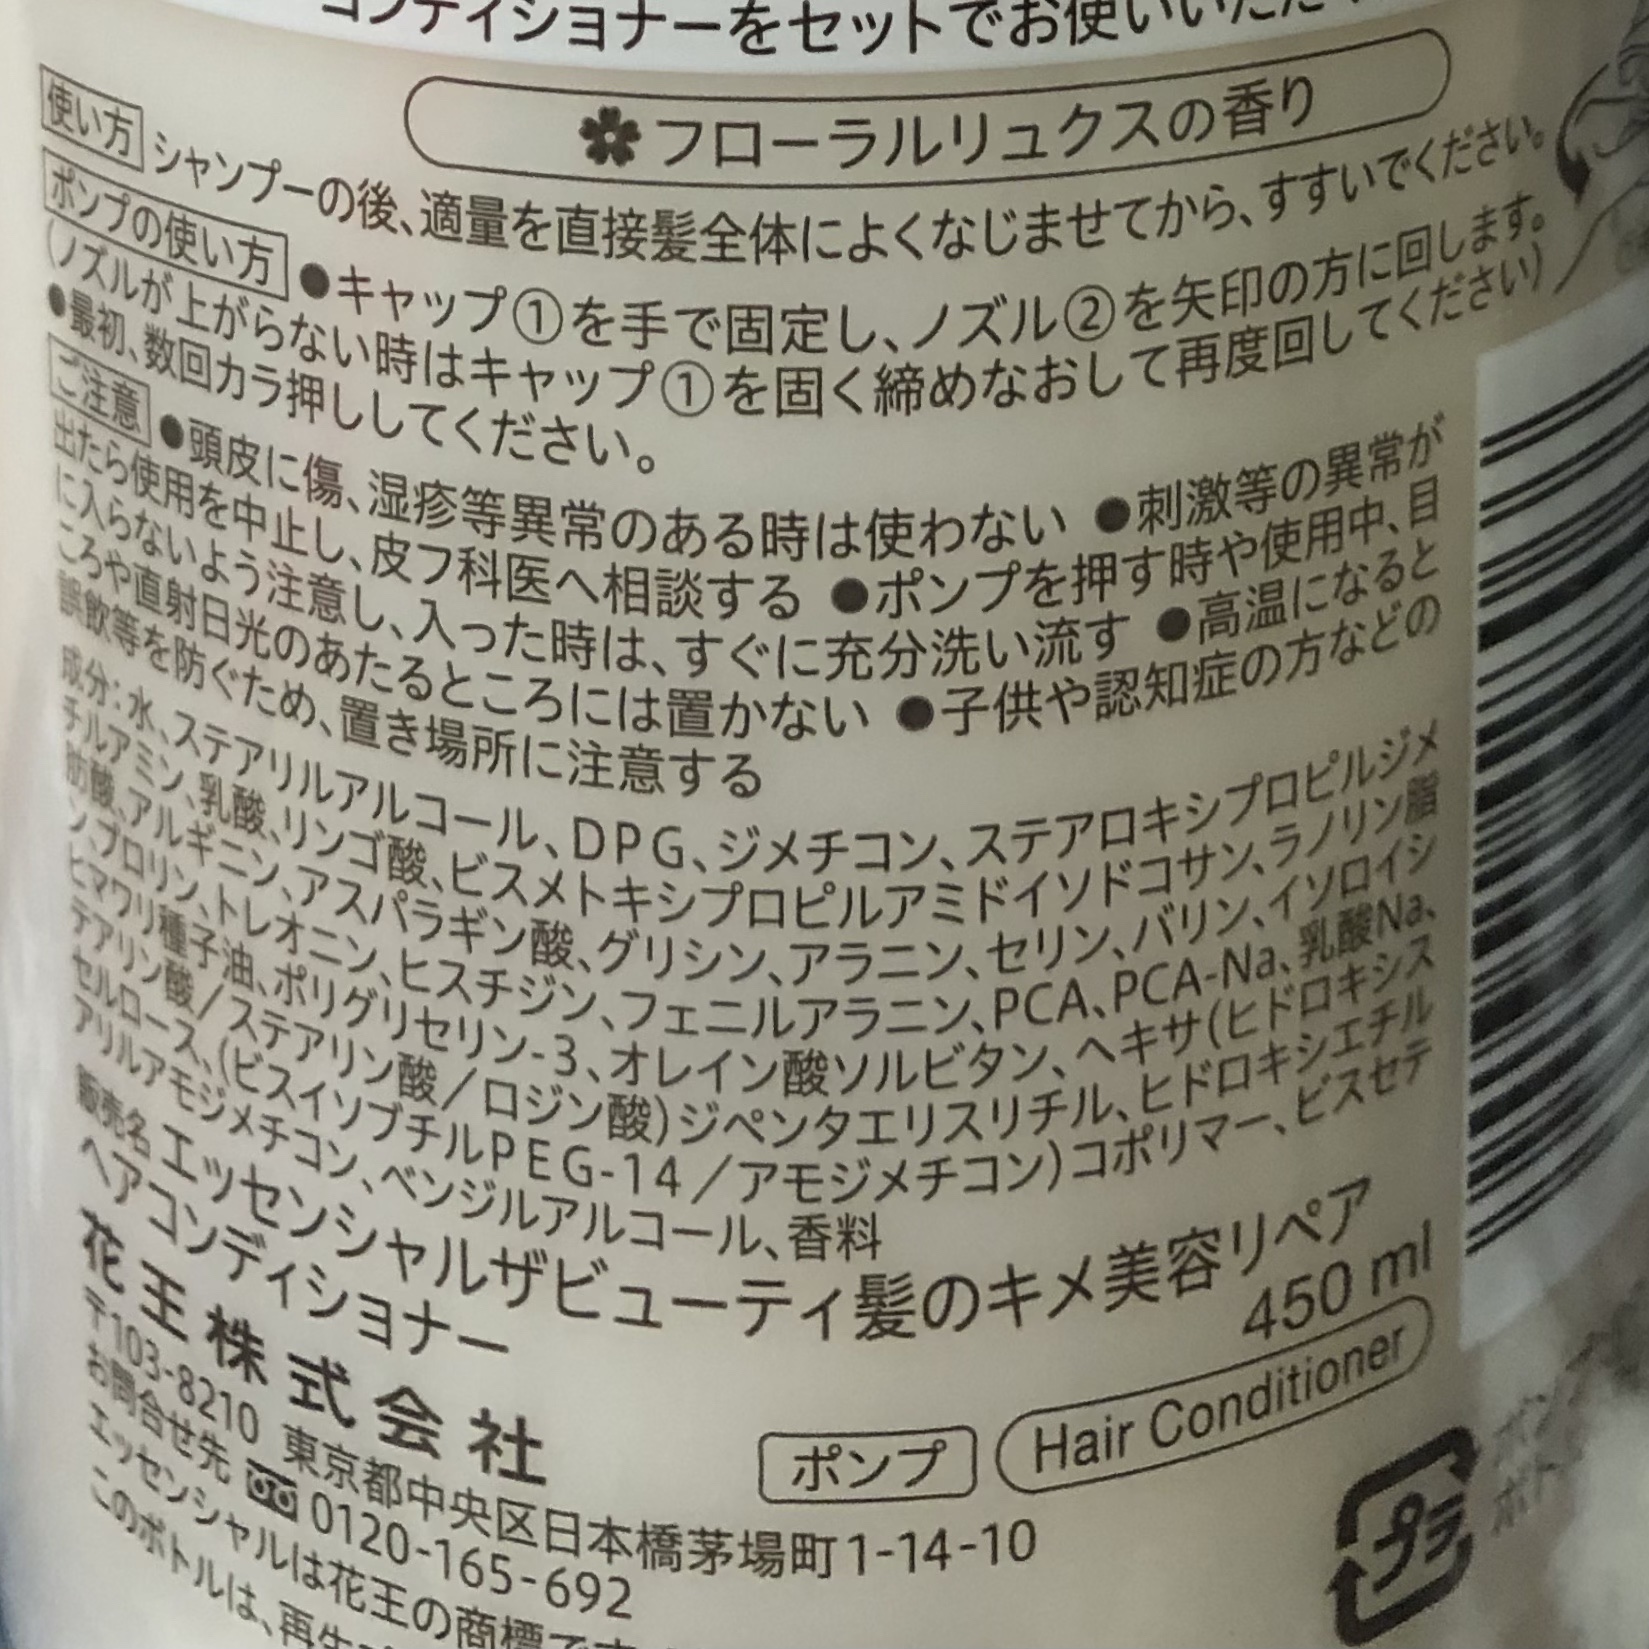 コンディショナーをセットでお使いいただ
フローラルリュクスの香り
使い方 シャンプーの後、適量を直接髪全体によくなじませてから、すすいでください。
ポンプの使い方 ●キャップ①を手で固定し、ノズル②を矢印の方に回します。
(ノズルが上がらない時はキャップ①を固く締めなおして再度回してください)
●最初、数回カラ押ししてください。
ご注意 ●頭皮に傷、湿疹等異常のある時は使わない ●刺激等の異常が
出たら使用を中止し、皮フ科医へ相談する ●ポンプを押す時や使用中、目
に入らないよう注意し、入った時は、すぐに充分洗い流す ●高温になると
ころや直射日光のあたるところには置かない ●子供や認知症の方などの
誤飲等を防ぐため、置き場所に注意する
成分:水、ステアリルアルコール、DPG、ジメチコン、ステアロキシプロピルジメ
チルアミン、乳酸、リンゴ酸、ビスメトキシプロピルアミドイソドコサン、ラノリン脂
肪酸、アルギニン、アスパラギン酸、グリシン、アラニン、セリン、バリン、イソロイシ
ン、プロリン、トレオニン、ヒスチジン、フェニルアラニン、PCA、PCA-Na、乳酸Na、
ヒマワリ種子油、ポリグリセリン-3、オレイン酸ソルビタン、ヘキサ(ヒドロキシス
テアリン酸/ステアリン酸/ロジン酸)ジペンタエリスリチル、ヒドロキシエチル
セルロース、(ビスイソブチルPEG-14/アモジメチコン)コポリマー、ビスセテ
アリルアモジメチコン、ベンジルアルコール、香料
販売名 エッセンシャルザビューティ髪のキメ美容リペア
ヘアコンディショナー
450 ml
花王株式会社
ポンプ Hair Conditioner
〒103-8210 東京都中央区日本橋茅場町1-14-10
お問合せ先 0120-165-692
エッセンシャルは花王の商標です
このボトルは、再生
プラ